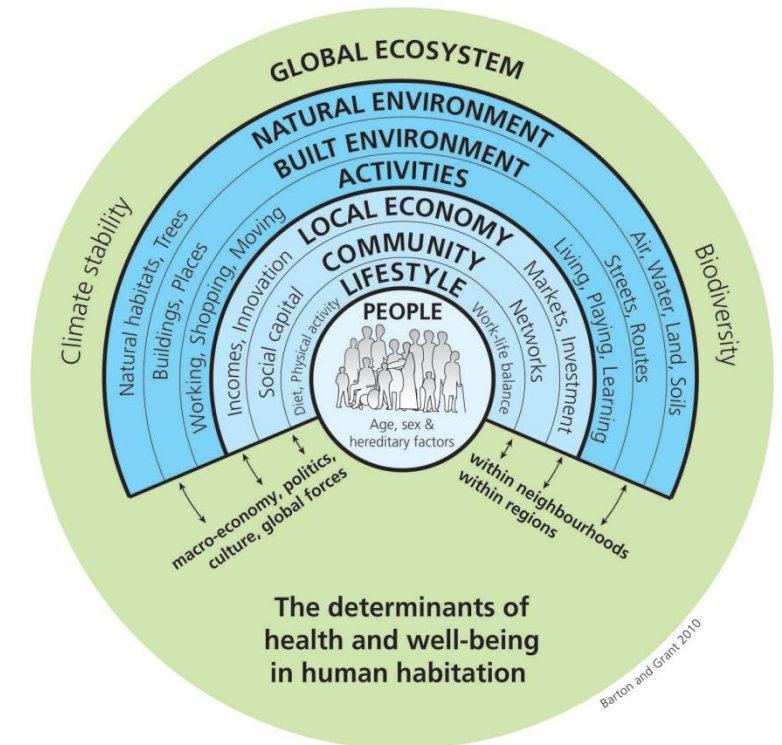 GLOBAL ECOSYSTEM
NATURAL ENVIRONMENT
BUILT ENVIRONMENT
ACTIVITIES
LOCAL ECONOMY
COMMUNITY
LIFESTYLE
PEOPLE
Age, sex &
hereditary factors
Climate stability
Natural habitats, Trees
Buildings, Places
Working, Shopping, Moving
Incomes, Innovation
Social capital
Diet, Physical activity
Work-life balance
Networks
Markets, Investment
Living, Playing, Learning
Streets, Routes
Air, Water, Land, Soils
Biodiversity
macro-economy, politics,
culture, global forces
within neighbourhoods
within regions
The determinants of
health and well-being
in human habitation
Barton and Grant 2010